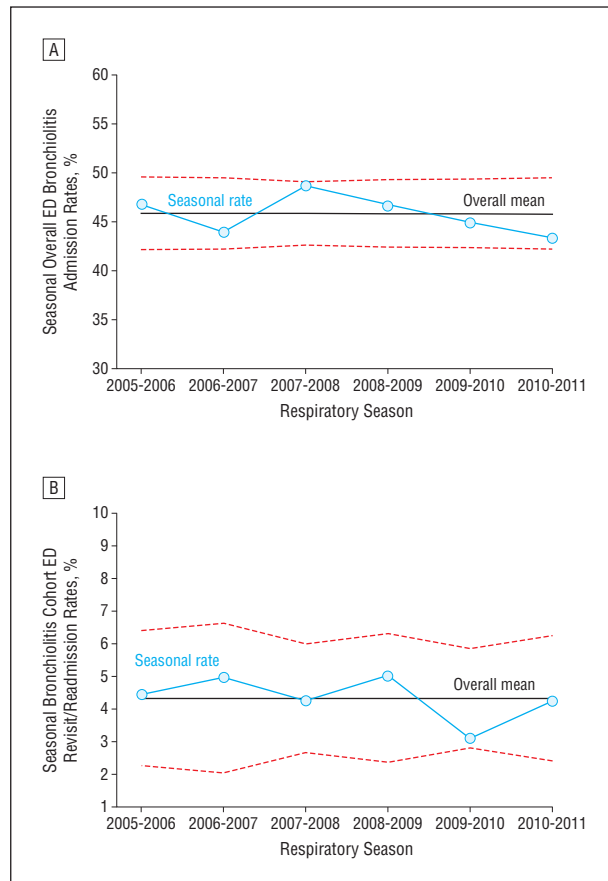 A
Seasonal Overall ED Bronchiolitis
Admission Rates, %
60
55
50
45
40
35
30
Seasonal rate
Overall mean
2005-2006 2006-2007 2007-2008 2008-2009 2009-2010 2010-2011
Respiratory Season
B
Seasonal Bronchiolitis Cohort ED
Revisit/Readmission Rates, %
10
9
8
7
6
5
4
3
2
1
Seasonal rate
Overall mean
2005-2006 2006-2007 2007-2008 2008-2009 2009-2010 2010-2011
Respiratory Season